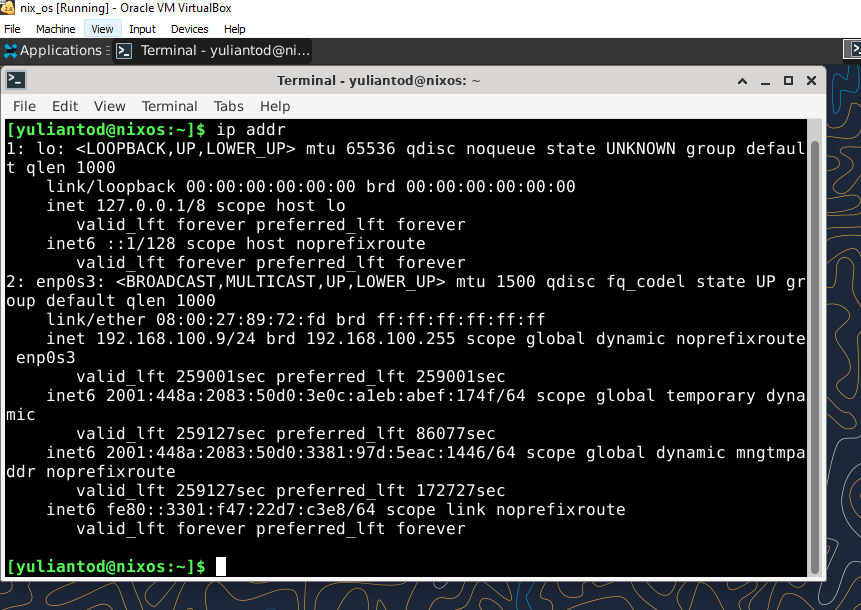 nix_os [Running] - Oracle VM VirtualBox
File Machine View Input Devices Help
Applications Terminal - yuliantod@ni...
Terminal - yuliantod@nixos: ~
File Edit View Terminal Tabs Help
[yuliantod@nixos:~]$ ip addr
1: lo: <LOOPBACK,UP,LOWER_UP> mtu 65536 qdisc noqueue state UNKNOWN group defaul
t qlen 1000
    link/loopback 00:00:00:00:00:00 brd 00:00:00:00:00:00
    inet 127.0.0.1/8 scope host lo
       valid_lft forever preferred_lft forever
    inet6 ::1/128 scope host noprefixroute
       valid_lft forever preferred_lft forever
2: enp0s3: <BROADCAST,MULTICAST,UP,LOWER_UP> mtu 1500 qdisc fq_codel state UP gr
oup default qlen 1000
    link/ether 08:00:27:89:72:fd brd ff:ff:ff:ff:ff:ff
    inet 192.168.100.9/24 brd 192.168.100.255 scope global dynamic noprefixroute
 enp0s3
       valid_lft 259001sec preferred_lft 259001sec
    inet6 2001:448a:2083:50d0:3e0c:a1eb:abef:174f/64 scope global temporary dyna
mic
       valid_lft 259127sec preferred_lft 86077sec
    inet6 2001:448a:2083:50d0:3381:97d:5eac:1446/64 scope global dynamic mngtmpa
ddr noprefixroute
       valid_lft 259127sec preferred_lft 172727sec
    inet6 fe80::3301:f47:22d7:c3e8/64 scope link noprefixroute
       valid_lft forever preferred_lft forever
[yuliantod@nixos:~]$